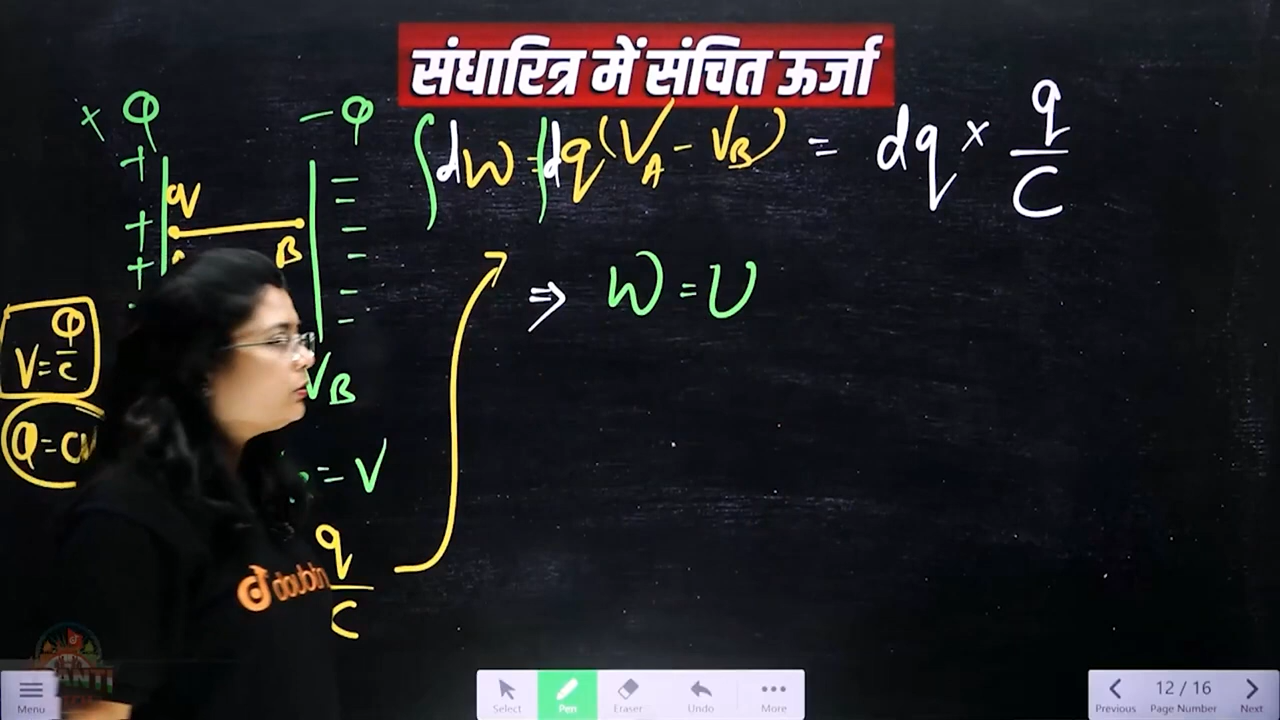 संधारित्र में संचित ऊर्जा
+ Q - Q
∫dW = ∫dq(V_A - V_B) = dq × q/C
q
B
⇒ W = U
V = Q/C
Q = CV
V_B
= V
q/C
doubtn
Menu
Select Pen Eraser Undo More
Previous 12 / 16 Page Number Next